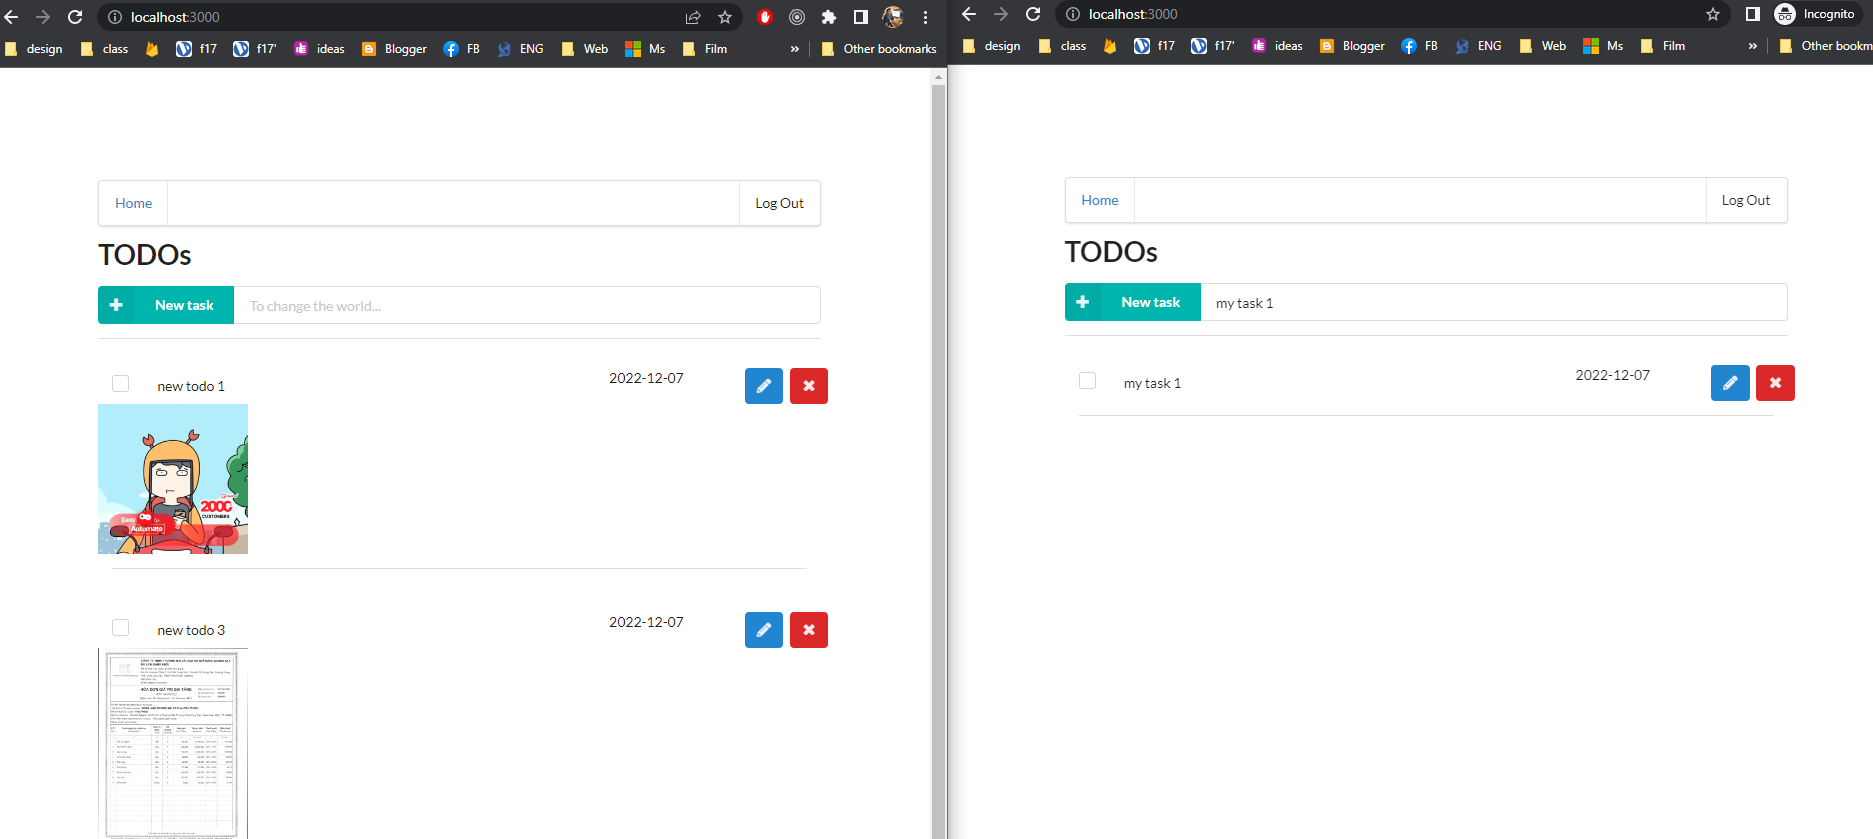 localhost:3000
design class f17 f17' ideas Blogger FB ENG Web Ms Film » Other bookmarks
Home Log Out
TODOs
New task To change the world...
new todo 1 2022-12-07
2000
CUSTOMERS
Easy
Automate
new todo 3 2022-12-07
HÓA ĐƠN GIÁ TRỊ GIA TĂNG
localhost:3000 Incognito
design class f17 f17' ideas Blogger FB ENG Web Ms Film » Other bookm
Home Log Out
TODOs
New task my task 1
my task 1 2022-12-07